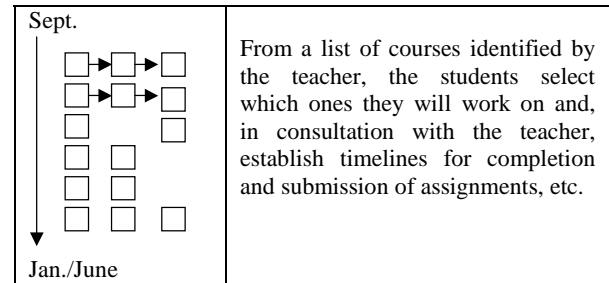 Sept.
Jan./June
From a list of courses identified by
the teacher, the students select
which ones they will work on and,
in consultation with the teacher,
establish timelines for completion
and submission of assignments, etc.